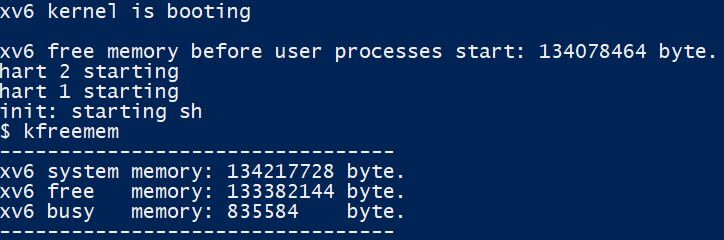 xv6 kernel is booting
xv6 free memory before user processes start: 134078464 byte.
hart 2 starting
hart 1 starting
init: starting sh
$ kfreemem
---------------------------------
xv6 system memory: 134217728 byte.
xv6 free   memory: 133382144 byte.
xv6 busy   memory: 835584    byte.
---------------------------------